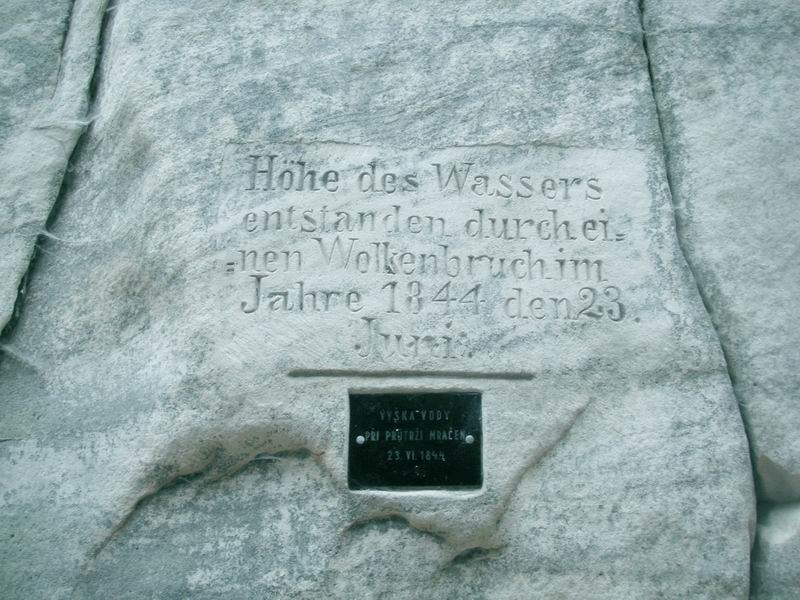 Höhe des Wassers
entstanden durch ei=
=nen Wolkenbruch im
Jahre 1844 den 23.
Juni.
VÝŠKA VODY
PŘI PRŮTRŽI MRAČEN
23. VI. 1844